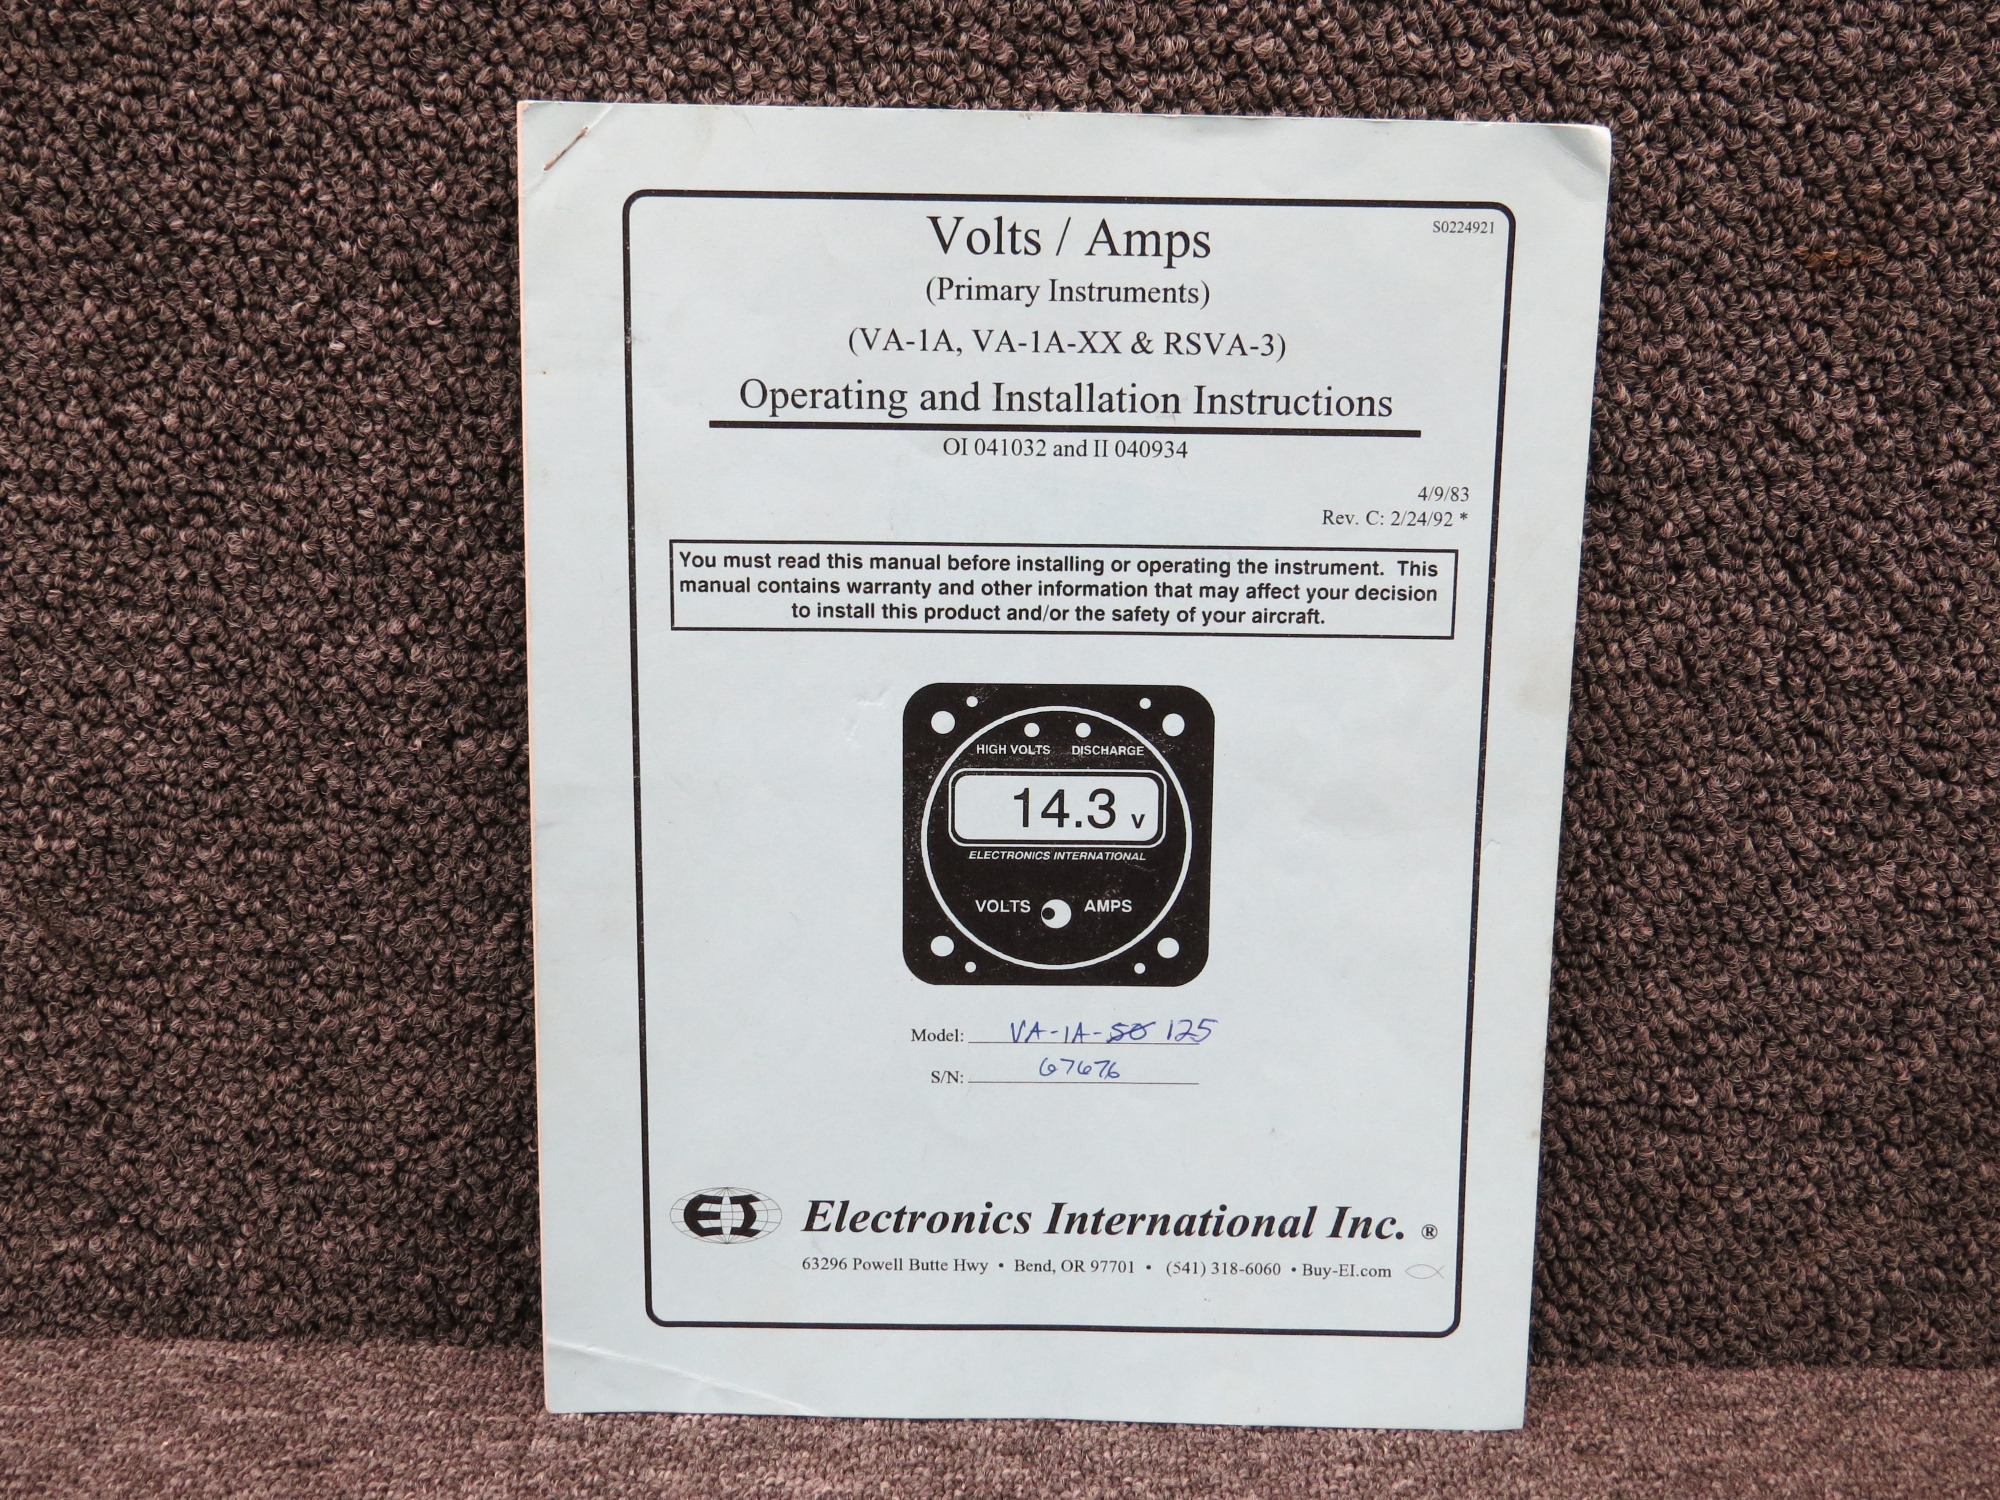 S0224921
Volts / Amps
(Primary Instruments)
(VA-1A, VA-1A-XX & RSVA-3)
Operating and Installation Instructions
OI 041032 and II 040934
4/9/83
Rev. C: 2/24/92 *
You must read this manual before installing or operating the instrument. This
manual contains warranty and other information that may affect your decision
to install this product and/or the safety of your aircraft.
HIGH VOLTS DISCHARGE
14.3 v
ELECTRONICS INTERNATIONAL
VOLTS AMPS
Model: VA-1A-50 125
S/N: 67676
EI Electronics International Inc. ®
63296 Powell Butte Hwy • Bend, OR 97701 • (541) 318-6060 • Buy-EI.com